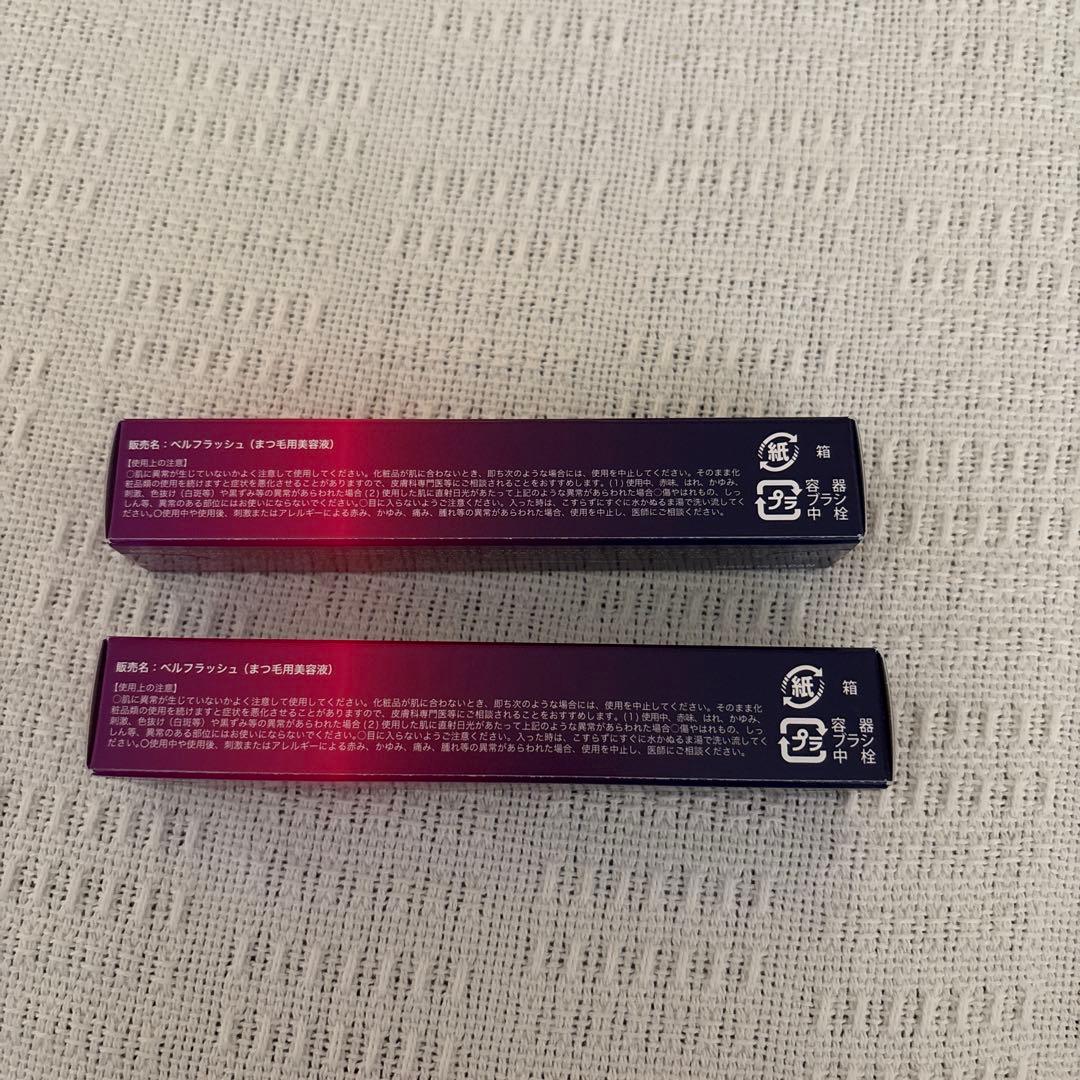 販売名：ベルフラッシュ（まつ毛用美容液）
【使用上の注意】
○肌に異常が生じていないかよく注意して使用してください。化粧品が肌に合わないとき、即ち次のような場合には、使用を中止してください。そのまま化
粧品類の使用を続けますと症状を悪化させることがありますので、皮膚科専門医等にご相談されることをおすすめします。(1)使用中、赤味、はれ、かゆみ、
刺激、色抜け（白斑等）や黒ずみ等の異常があらわれた場合(2)使用した肌に直射日光があたって上記のような異常があらわれた場合○傷やはれもの、しっ
しん等、異常のある部位にはお使いにならないでください。○目に入らないようご注意ください。入った時は、こすらずにすぐに水かぬるま湯で洗い流してく
ださい。○使用中や使用後、刺激またはアレルギーによる赤み、かゆみ、痛み、腫れ等の異常があらわれた場合、使用を中止し、医師にご相談ください。
紙 箱
プラ 容器
ブラシ
中栓
販売名：ベルフラッシュ（まつ毛用美容液）
【使用上の注意】
○肌に異常が生じていないかよく注意して使用してください。化粧品が肌に合わないとき、即ち次のような場合には、使用を中止してください。そのまま化
粧品類の使用を続けますと症状を悪化させることがありますので、皮膚科専門医等にご相談されることをおすすめします。(1)使用中、赤味、はれ、かゆみ、
刺激、色抜け（白斑等）や黒ずみ等の異常があらわれた場合(2)使用した肌に直射日光があたって上記のような異常があらわれた場合○傷やはれもの、しっ
しん等、異常のある部位にはお使いにならないでください。○目に入らないようご注意ください。入った時は、こすらずにすぐに水かぬるま湯で洗い流してく
ださい。○使用中や使用後、刺激またはアレルギーによる赤み、かゆみ、痛み、腫れ等の異常があらわれた場合、使用を中止し、医師にご相談ください。
紙 箱
プラ 容器
ブラシ
中栓